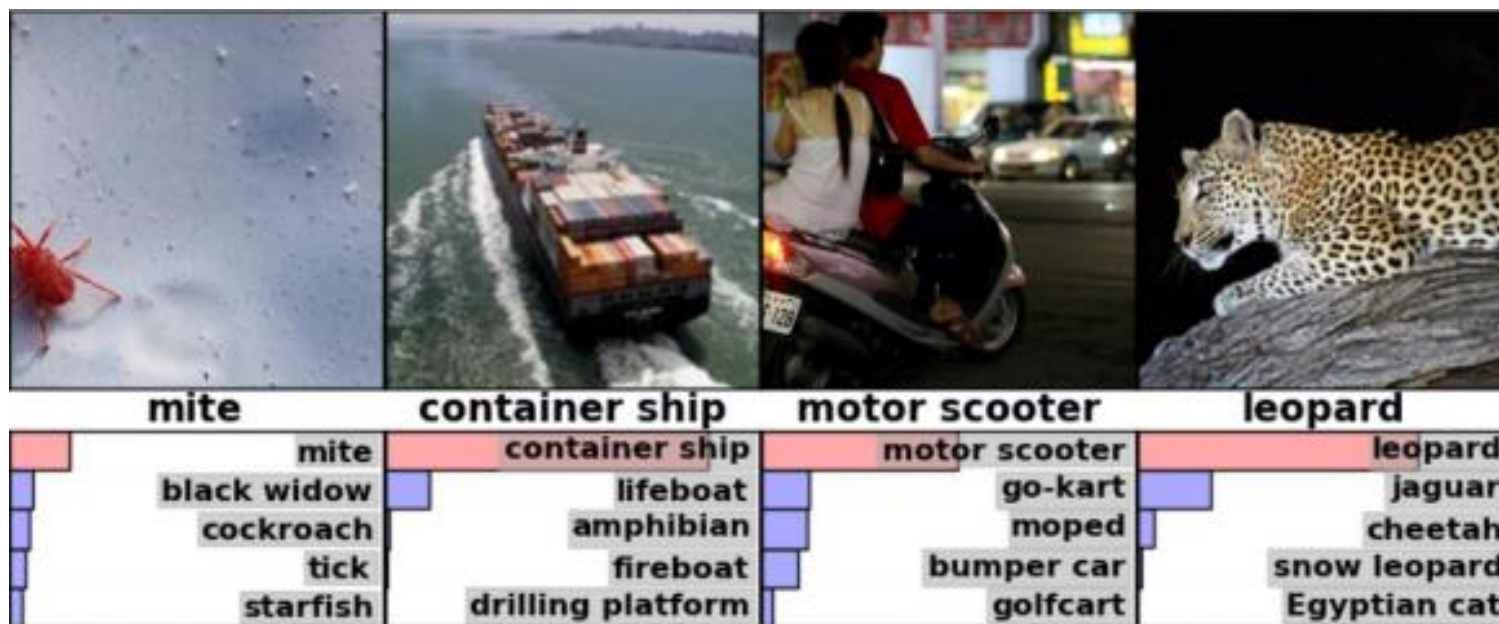 mite
container ship
motor scooter
leopard
mite
black widow
cockroach
tick
starfish
container ship
lifeboat
amphibian
fireboat
drilling platform
motor scooter
go-kart
moped
bumper car
golfcart
leopard
jaguar
cheetah
snow leopard
Egyptian cat